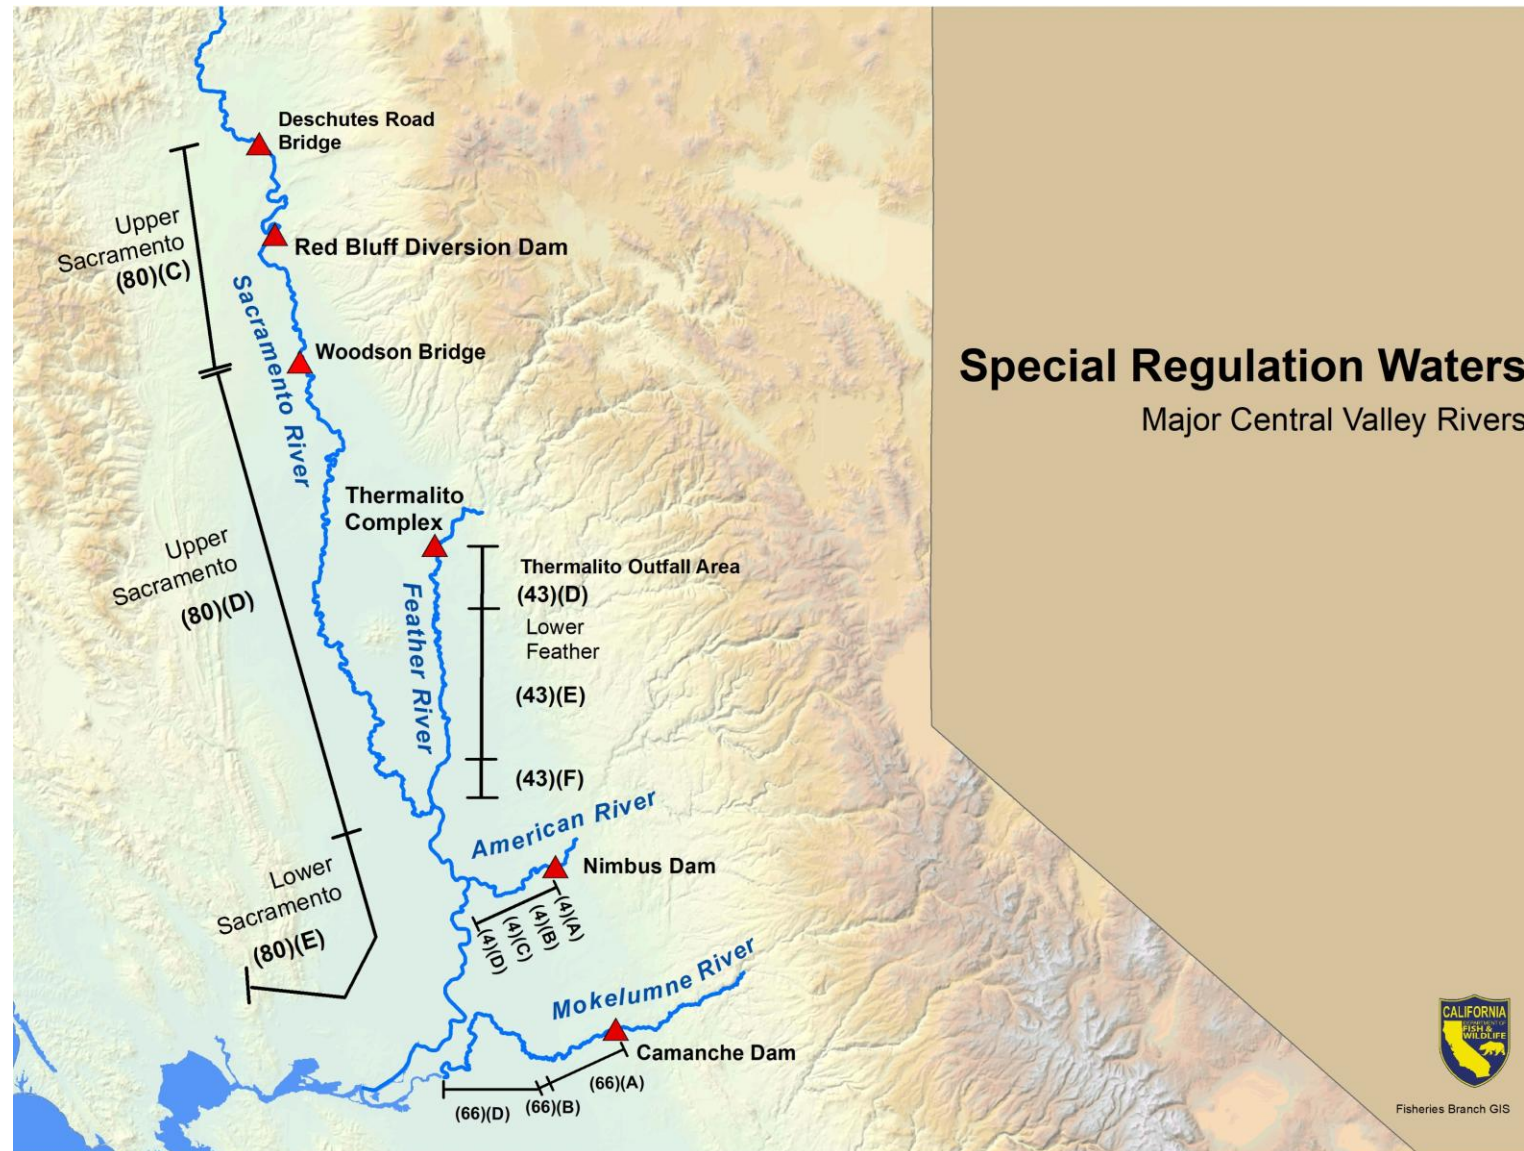 Deschutes Road
Bridge
Upper
Sacramento
(80)(C)
Red Bluff Diversion Dam
Sacramento River
Woodson Bridge
Special Regulation Waters
Major Central Valley Rivers
Thermalito
Complex
Upper
Sacramento
(80)(D)
Thermalito Outfall Area
(43)(D)
Feather River
Lower
Feather
(43)(E)
(43)(F)
American River
Nimbus Dam
Lower
Sacramento
(80)(E)
(4)(A)
(4)(B)
(4)(C)
(4)(D)
Mokelumne River
Camanche Dam
(66)(A)
(66)(B)
(66)(D)
CALIFORNIA
DEPARTMENT OF
FISH &
WILDLIFE
Fisheries Branch GIS